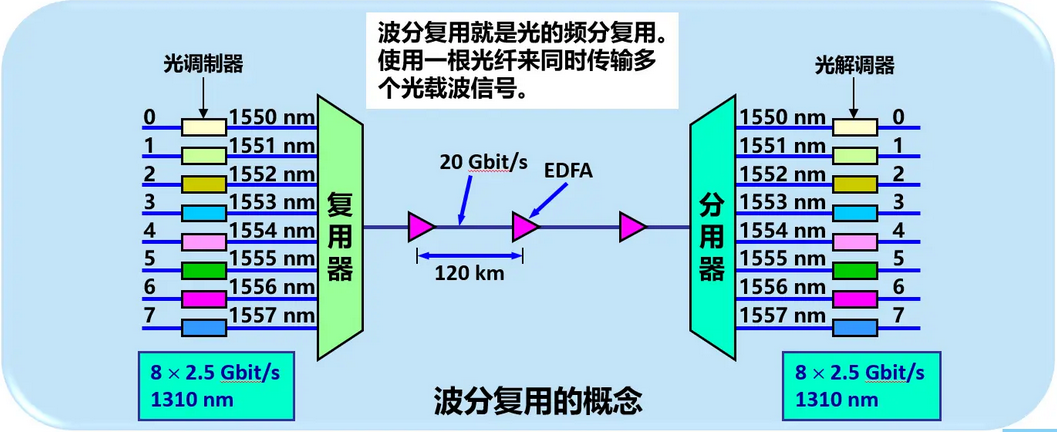 波分复用就是光的频分复用。
使用一根光纤来同时传输多
个光载波信号。
光调制器
光解调器
0 1550 nm
1 1551 nm
2 1552 nm
3 1553 nm
4 1554 nm
5 1555 nm
6 1556 nm
7 1557 nm
复用器
20 Gbit/s
EDFA
120 km
分用器
1550 nm 0
1551 nm 1
1552 nm 2
1553 nm 3
1554 nm 4
1555 nm 5
1556 nm 6
1557 nm 7
8 × 2.5 Gbit/s
1310 nm
波分复用的概念
8 × 2.5 Gbit/s
1310 nm